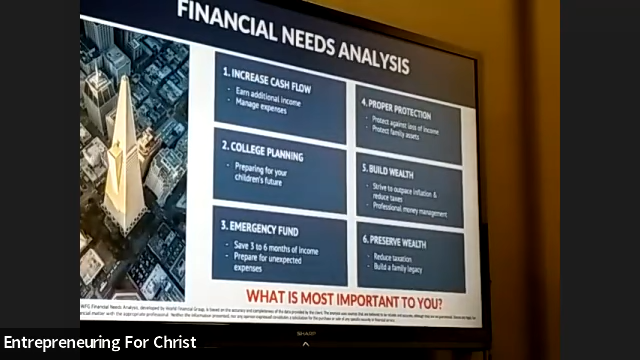 FINANCIAL NEEDS ANALYSIS
1. INCREASE CASH FLOW
- Earn additional income
- Manage expenses
2. COLLEGE PLANNING
- Preparing for your
children's future
3. EMERGENCY FUND
- Save 3 to 6 months of income
- Prepare for unexpected
expenses
4. PROPER PROTECTION
- Protect against loss of income
- Protect family assets
5. BUILD WEALTH
- Strive to outpace inflation &
reduce taxes
- Professional money management
6. PRESERVE WEALTH
- Reduce taxation
- Build a family legacy
WHAT IS MOST IMPORTANT TO YOU?
SHARP
Entrepreneuring For Christ